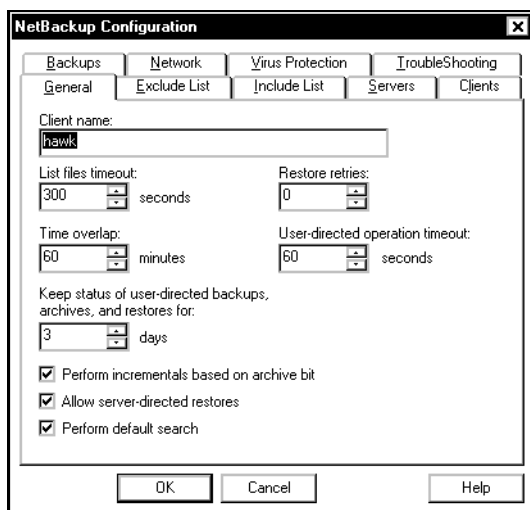 NetBackup Configuration
Backups Network Virus Protection TroubleShooting
General Exclude List Include List Servers Clients
Client name:
hawk
List files timeout: Restore retries:
300 seconds 0
Time overlap: User-directed operation timeout:
60 minutes 60 seconds
Keep status of user-directed backups,
archives, and restores for:
3 days
Perform incrementals based on archive bit
Allow server-directed restores
Perform default search
OK Cancel Help